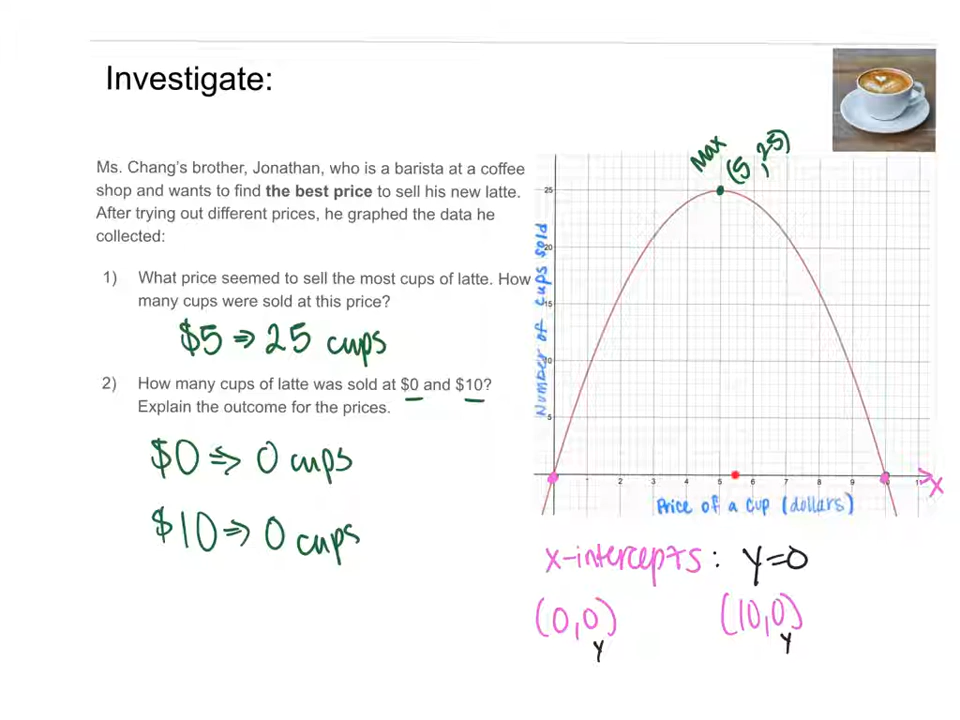 Investigate:
Ms. Chang's brother, Jonathan, who is a barista at a coffee
shop and wants to find the best price to sell his new latte.
After trying out different prices, he graphed the data he
collected:
1) What price seemed to sell the most cups of latte. How
many cups were sold at this price?
$5 ⇒ 25 cups
2) How many cups of latte was sold at $0 and $10?
Explain the outcome for the prices.
$0 ⇒ 0 cups
$10 ⇒ 0 cups
Max
(5, 25)
Number of cups sold
25
20
15
10
5
1 2 3 4 5 6 7 8 9 10 11
x
Price of a cup (dollars)
x-intercepts: y=0
(0,0) (10,0)
y y